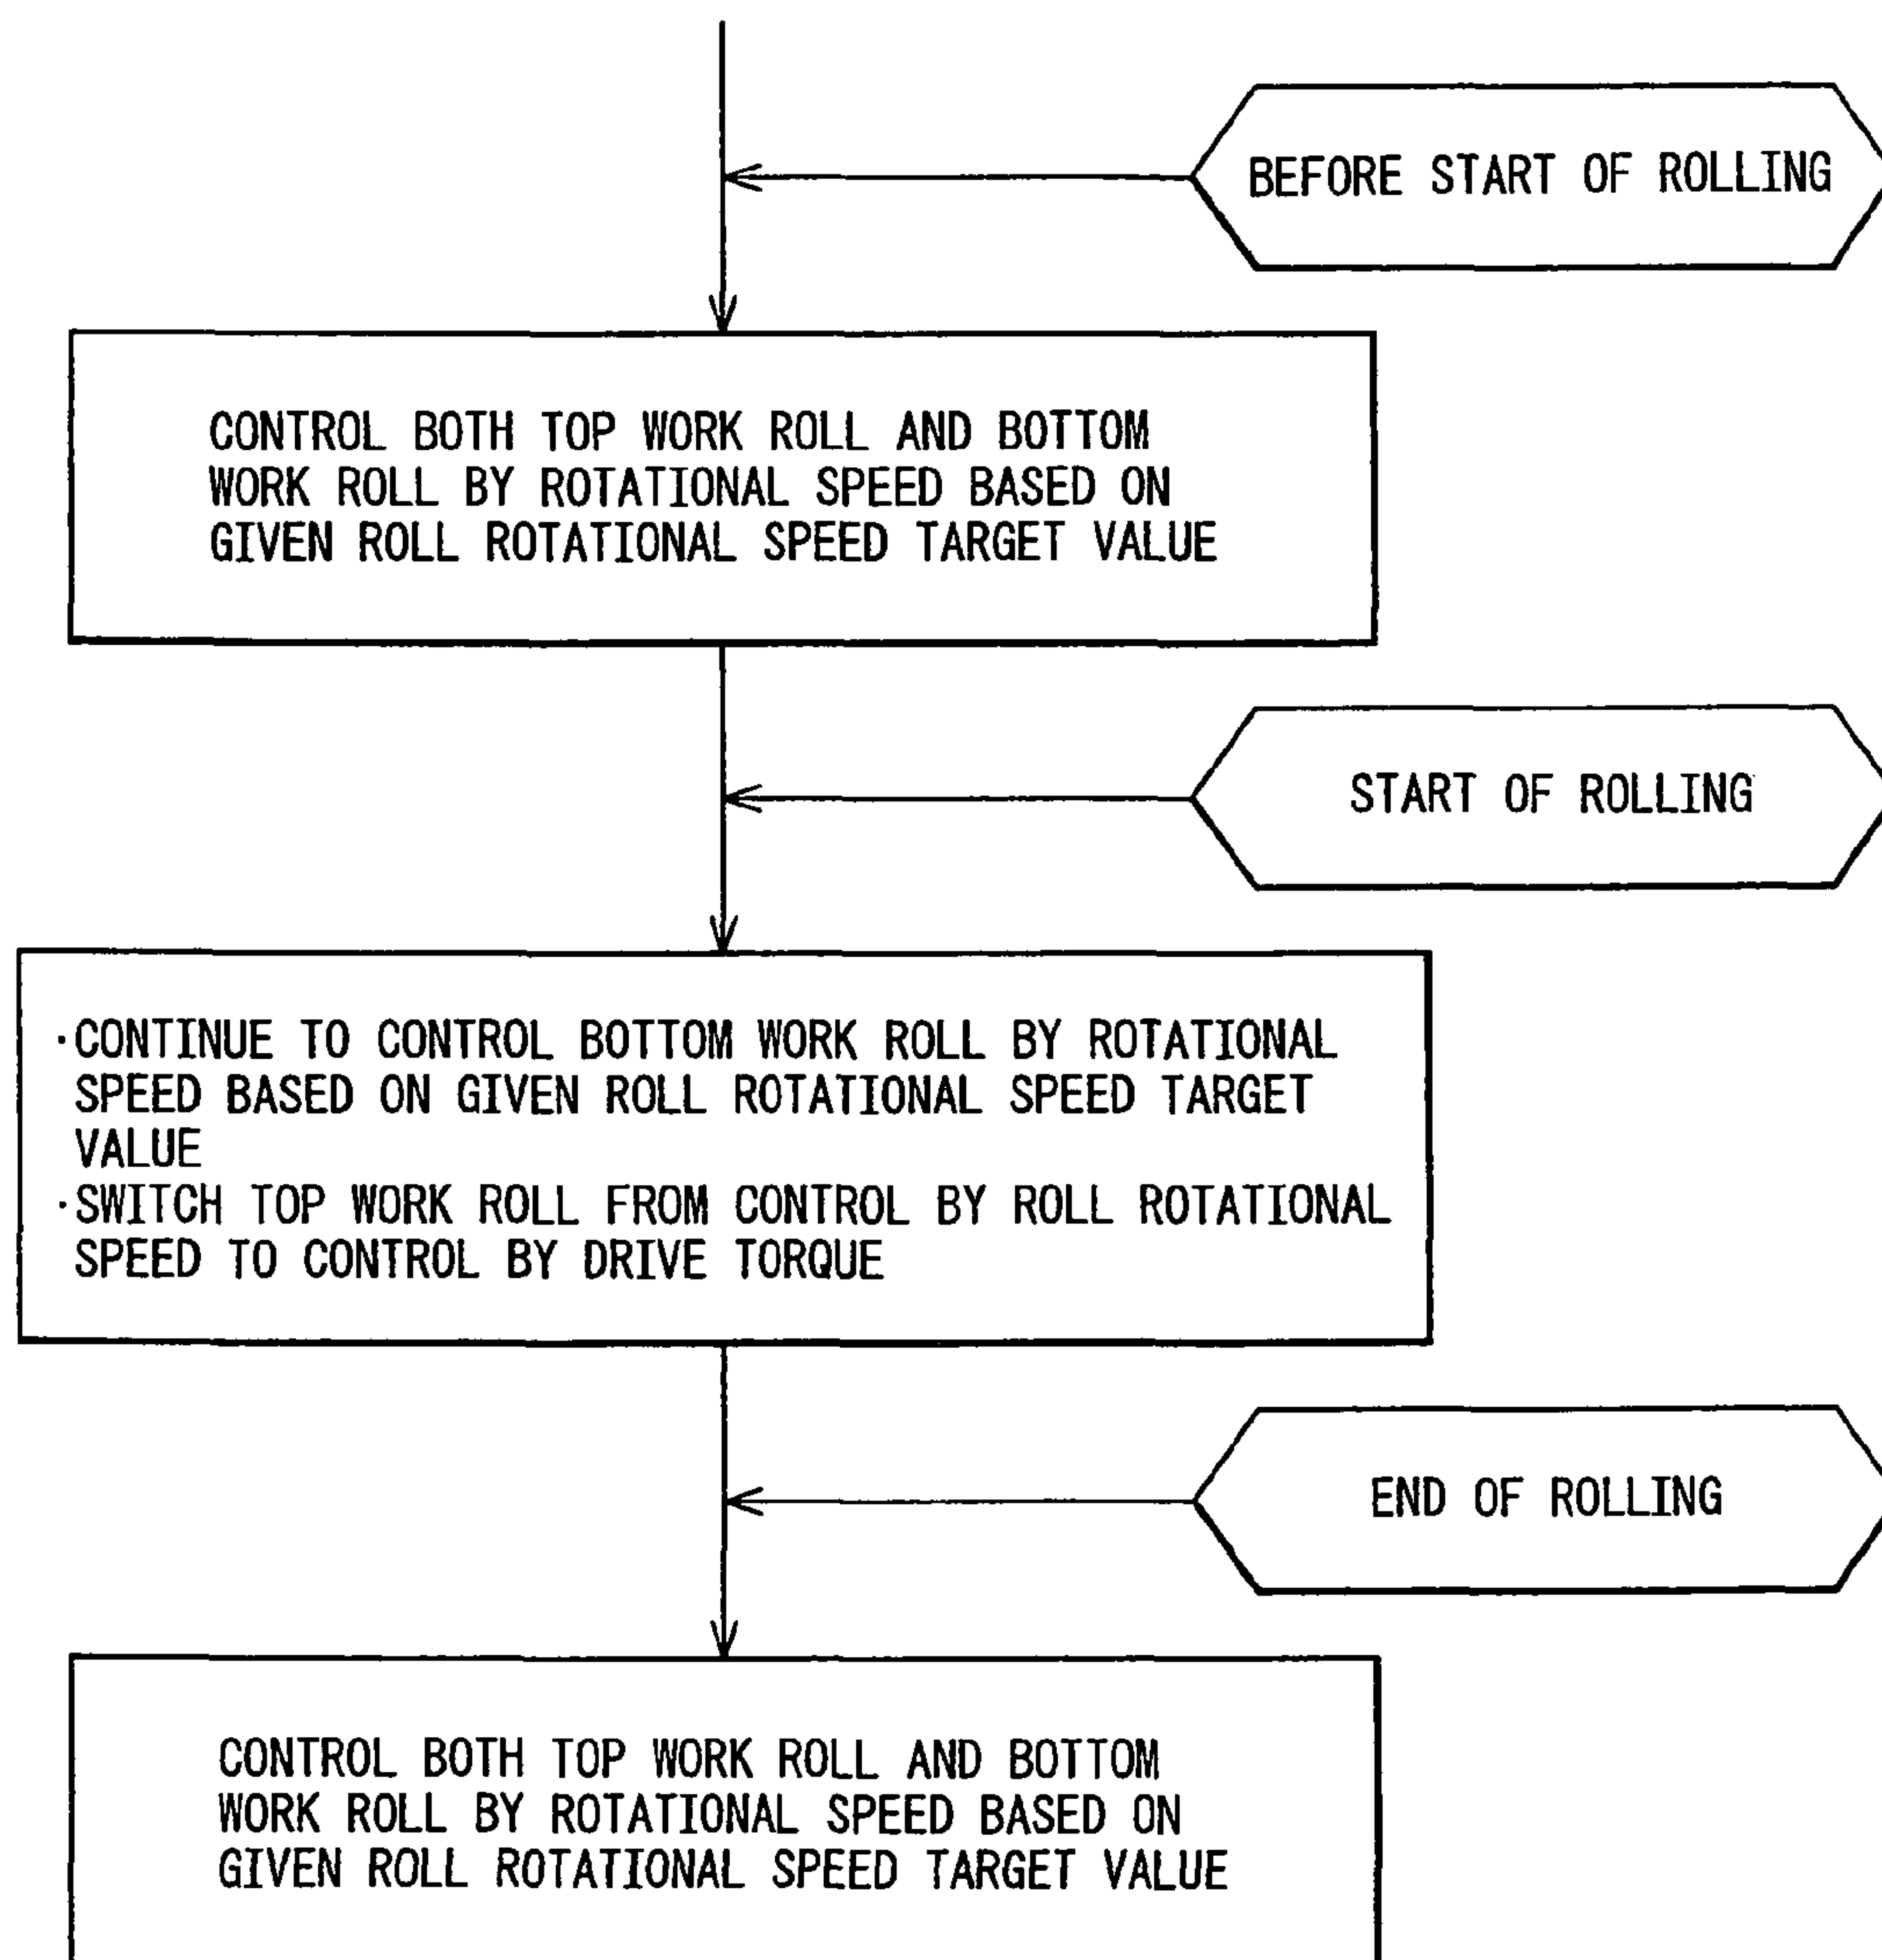 BEFORE START OF ROLLING
CONTROL BOTH TOP WORK ROLL AND BOTTOM
WORK ROLL BY ROTATIONAL SPEED BASED ON
GIVEN ROLL ROTATIONAL SPEED TARGET VALUE
START OF ROLLING
·CONTINUE TO CONTROL BOTTOM WORK ROLL BY ROTATIONAL
SPEED BASED ON GIVEN ROLL ROTATIONAL SPEED TARGET
VALUE
·SWITCH TOP WORK ROLL FROM CONTROL BY ROLL ROTATIONAL
SPEED TO CONTROL BY DRIVE TORQUE
END OF ROLLING
CONTROL BOTH TOP WORK ROLL AND BOTTOM
WORK ROLL BY ROTATIONAL SPEED BASED ON
GIVEN ROLL ROTATIONAL SPEED TARGET VALUE